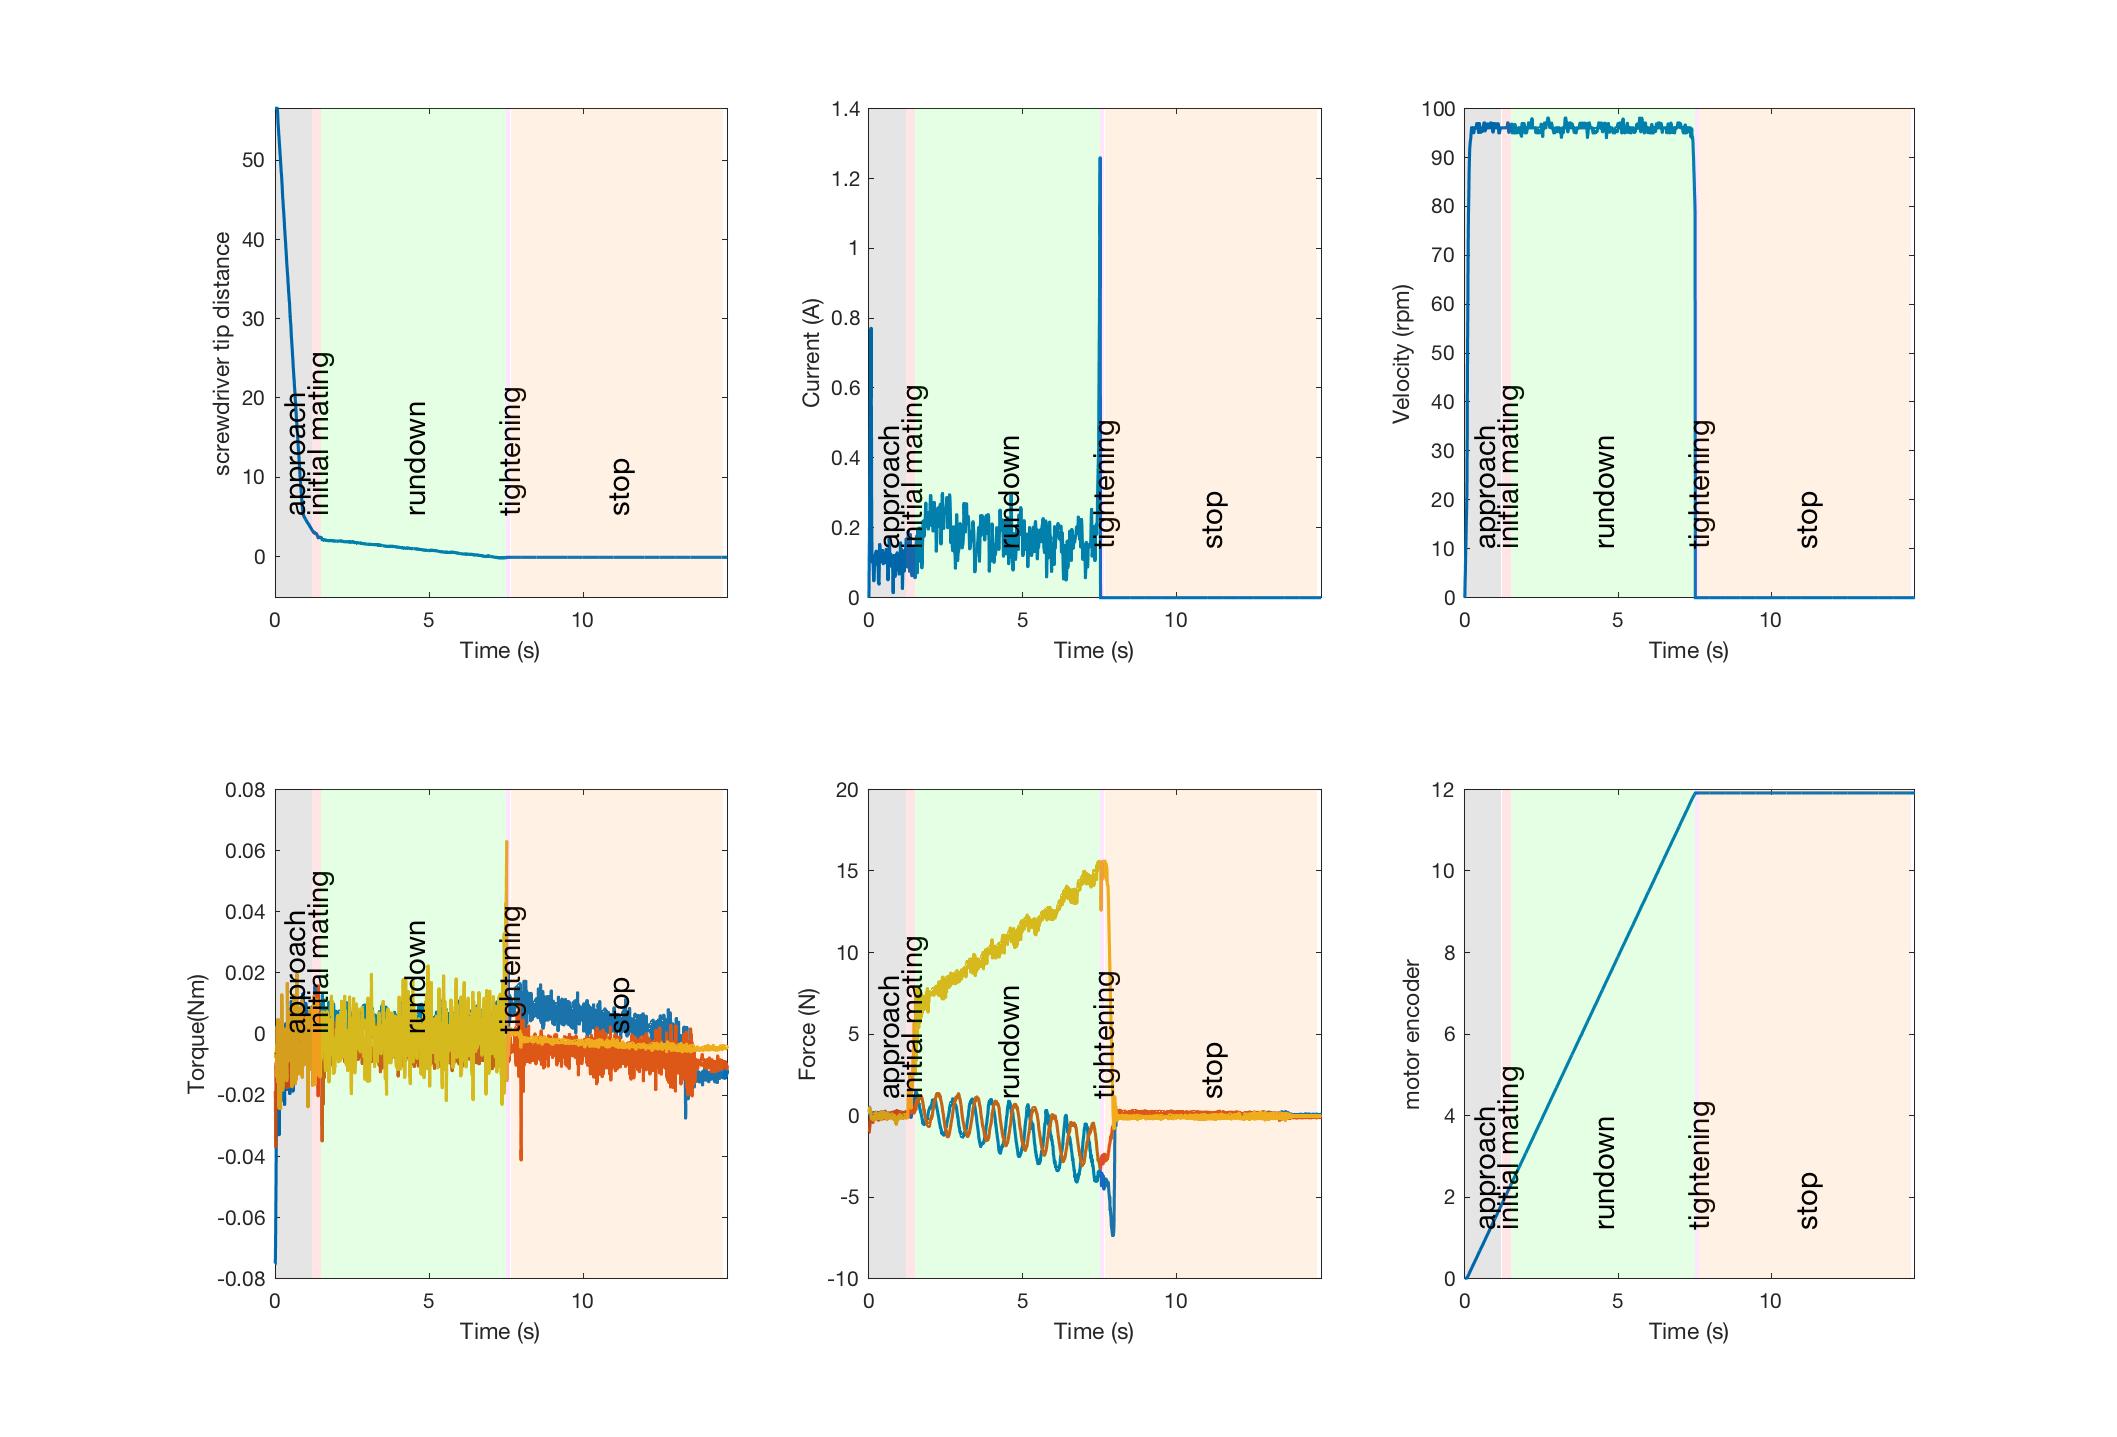 screwdriver tip distance
50
40
30
20
10
0
approach
initial mating
rundown
tightening
stop
0 5 10
Time (s)
Current (A)
1.4
1.2
1
0.8
0.6
0.4
0.2
0
approach
initial mating
rundown
tightening
stop
0 5 10
Time (s)
Velocity (rpm)
100
90
80
70
60
50
40
30
20
10
0
approach
initial mating
rundown
tightening
stop
0 5 10
Time (s)
Torque(Nm)
0.08
0.06
0.04
0.02
0
-0.02
-0.04
-0.06
-0.08
approach
initial mating
rundown
tightening
stop
0 5 10
Time (s)
Force (N)
20
15
10
5
0
-5
-10
approach
initial mating
rundown
tightening
stop
0 5 10
Time (s)
motor encoder
12
10
8
6
4
2
0
approach
initial mating
rundown
tightening
stop
0 5 10
Time (s)